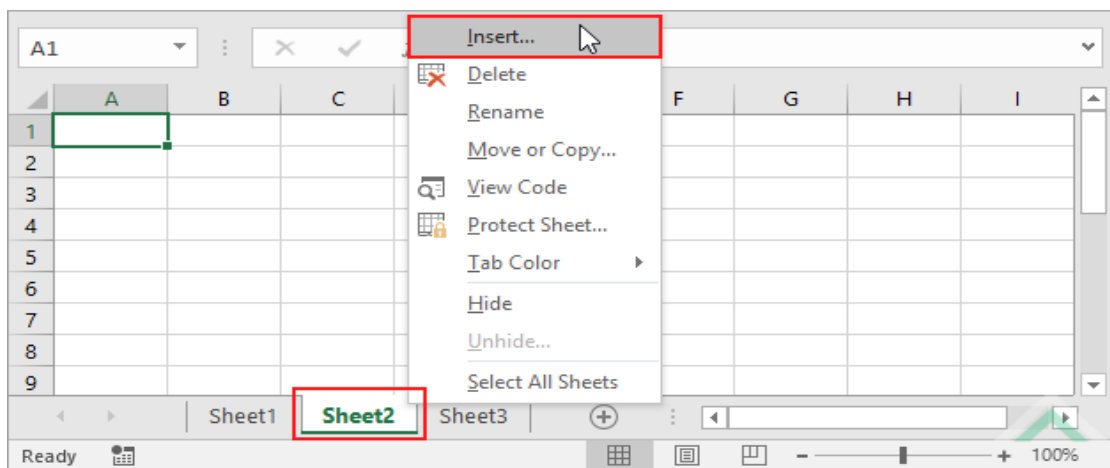 A1
Insert...
Delete
Rename
Move or Copy...
View Code
Protect Sheet...
Tab Color
Hide
Unhide...
Select All Sheets
A B C F G H I
1
2
3
4
5
6
7
8
9
Sheet1 Sheet2 Sheet3
Ready 100%